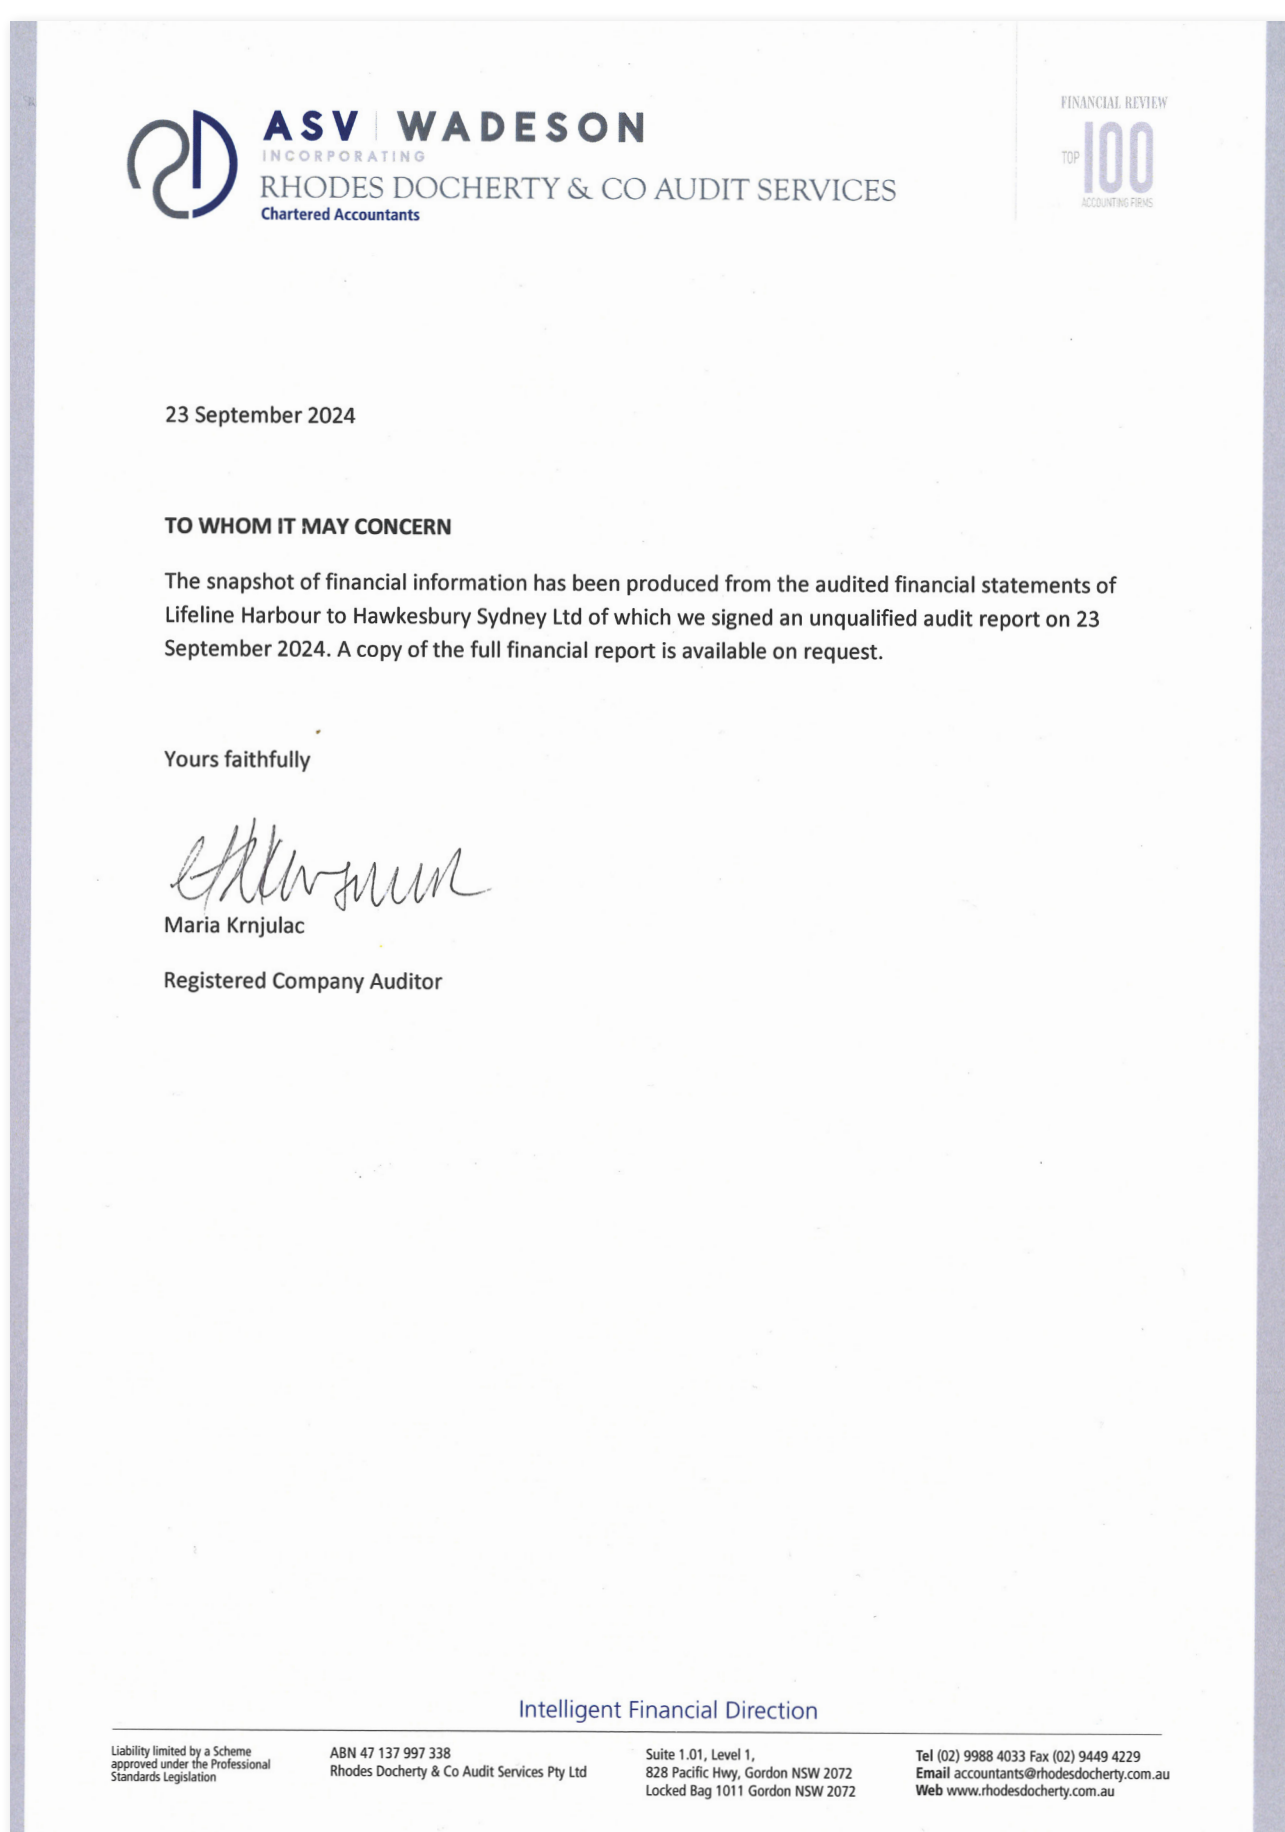 ASV | WADESON
INCORPORATING
RHODES DOCHERTY & CO AUDIT SERVICES
Chartered Accountants
FINANCIAL REVIEW
TOP 100
ACCOUNTING FIRMS
23 September 2024
TO WHOM IT MAY CONCERN
The snapshot of financial information has been produced from the audited financial statements of
Lifeline Harbour to Hawkesbury Sydney Ltd of which we signed an unqualified audit report on 23
September 2024. A copy of the full financial report is available on request.
Yours faithfully
Maria Krnjulac
Registered Company Auditor
Intelligent Financial Direction
Liability limited by a Scheme
approved under the Professional
Standards Legislation
ABN 47 137 997 338
Rhodes Docherty & Co Audit Services Pty Ltd
Suite 1.01, Level 1,
828 Pacific Hwy, Gordon NSW 2072
Locked Bag 1011 Gordon NSW 2072
Tel (02) 9988 4033 Fax (02) 9449 4229
Email accountants@rhodesdocherty.com.au
Web www.rhodesdocherty.com.au